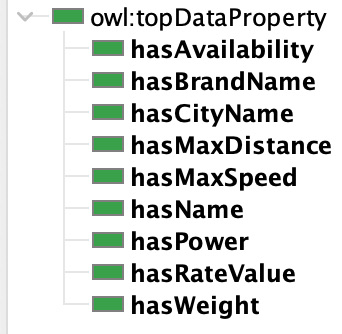 owl:topDataProperty
hasAvailability
hasBrandName
hasCityName
hasMaxDistance
hasMaxSpeed
hasName
hasPower
hasRateValue
hasWeight